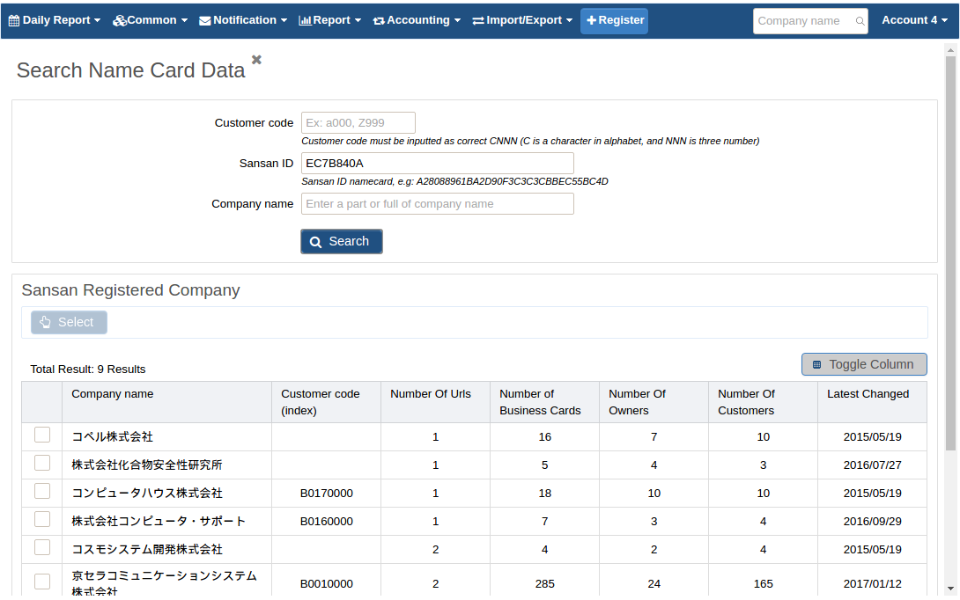 Daily Report Common Notification Report Accounting Import/Export Register Company name Account 4
Search Name Card Data
Customer code Ex: a000, Z999
Customer code must be inputted as correct CNNN (C is a character in alphabet, and NNN is three number)
Sansan ID EC7B840A
Sansan ID namecard, e.g: A28088961BA2D90F3C3C3CBBEC55BC4D
Company name Enter a part or full of company name
Search
Sansan Registered Company
Select
Total Result: 9 Results Toggle Column
Company name Customer code Number Of Urls Number of Number Of Number Of Latest Changed
(index) Business Cards Owners Customers
コベル株式会社 1 16 7 10 2015/05/19
株式会社化合物安全性研究所 1 5 4 3 2016/07/27
コンピュータハウス株式会社 B0170000 1 18 10 10 2015/05/19
株式会社コンピュータ・サポート B0160000 1 7 3 4 2016/09/29
コスモシステム開発株式会社 2 4 2 4 2015/05/19
京セラコミュニケーションシステム
株式会社 B0010000 2 285 24 165 2017/01/12